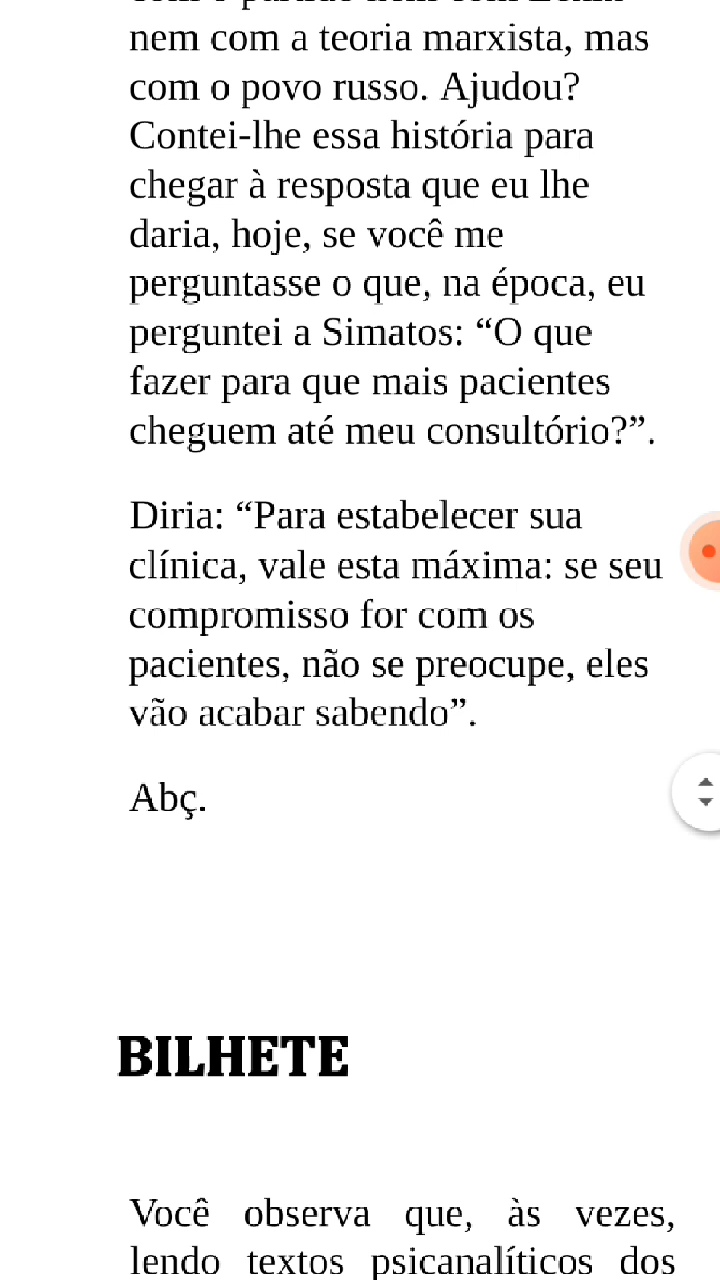 nem com a teoria marxista, mas
com o povo russo. Ajudou?
Contei-lhe essa história para
chegar à resposta que eu lhe
daria, hoje, se você me
perguntasse o que, na época, eu
perguntei a Simatos: “O que
fazer para que mais pacientes
cheguem até meu consultório?”.
Diria: “Para estabelecer sua
clínica, vale esta máxima: se seu
compromisso for com os
pacientes, não se preocupe, eles
vão acabar sabendo”.
Abç.
BILHETE
Você observa que, às vezes,
lendo textos psicanalíticos dos